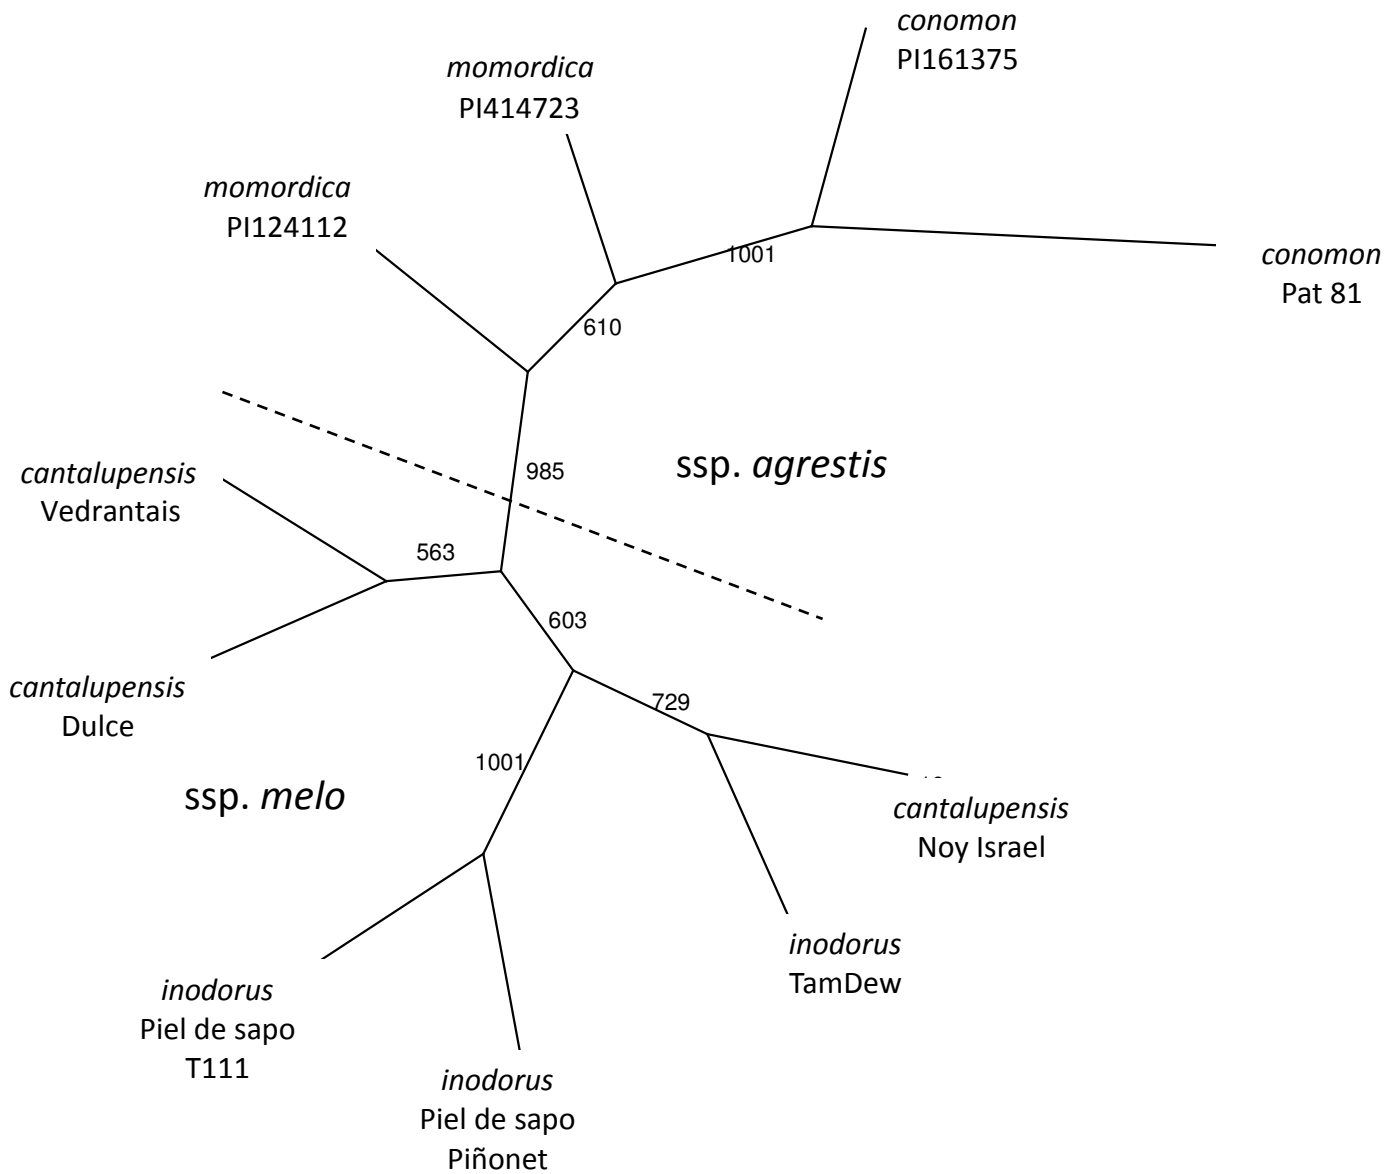 conomon
PI161375
momordica
PI414723
momordica
PI124112
1001
conomon
Pat 81
610
985
ssp. agrestis
cantalupensis
Vedrantais
563
603
cantalupensis
Dulce
729
1001
ssp. melo
cantalupensis
Noy Israel
inodorus
TamDew
inodorus
Piel de sapo
T111
inodorus
Piel de sapo
Piñonet